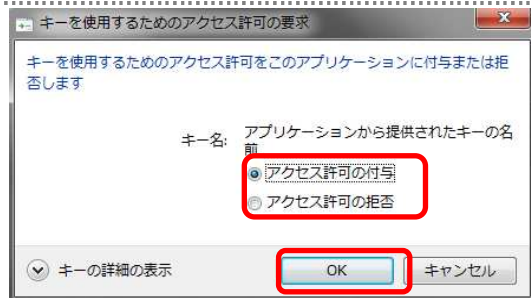 キーを使用するためのアクセス許可の要求
キーを使用するためのアクセス許可をこのアプリケーションに付与または拒
否します
キー名: アプリケーションから提供されたキーの名
前
アクセス許可の付与
アクセス許可の拒否
キーの詳細の表示 OK キャンセル